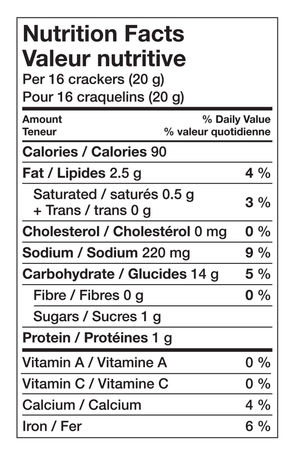 Nutrition Facts
Valeur nutritive
Per 16 crackers (20 g)
Pour 16 craquelins (20 g)
Amount % Daily Value
Teneur % valeur quotidienne
Calories / Calories 90
Fat / Lipides 2.5 g 4 %
Saturated / saturés 0.5 g
+ Trans / trans 0 g 3 %
Cholesterol / Cholestérol 0 mg 0 %
Sodium / Sodium 220 mg 9 %
Carbohydrate / Glucides 14 g 5 %
Fibre / Fibres 0 g 0 %
Sugars / Sucres 1 g
Protein / Protéines 1 g
Vitamin A / Vitamine A 0 %
Vitamin C / Vitamine C 0 %
Calcium / Calcium 4 %
Iron / Fer 6 %